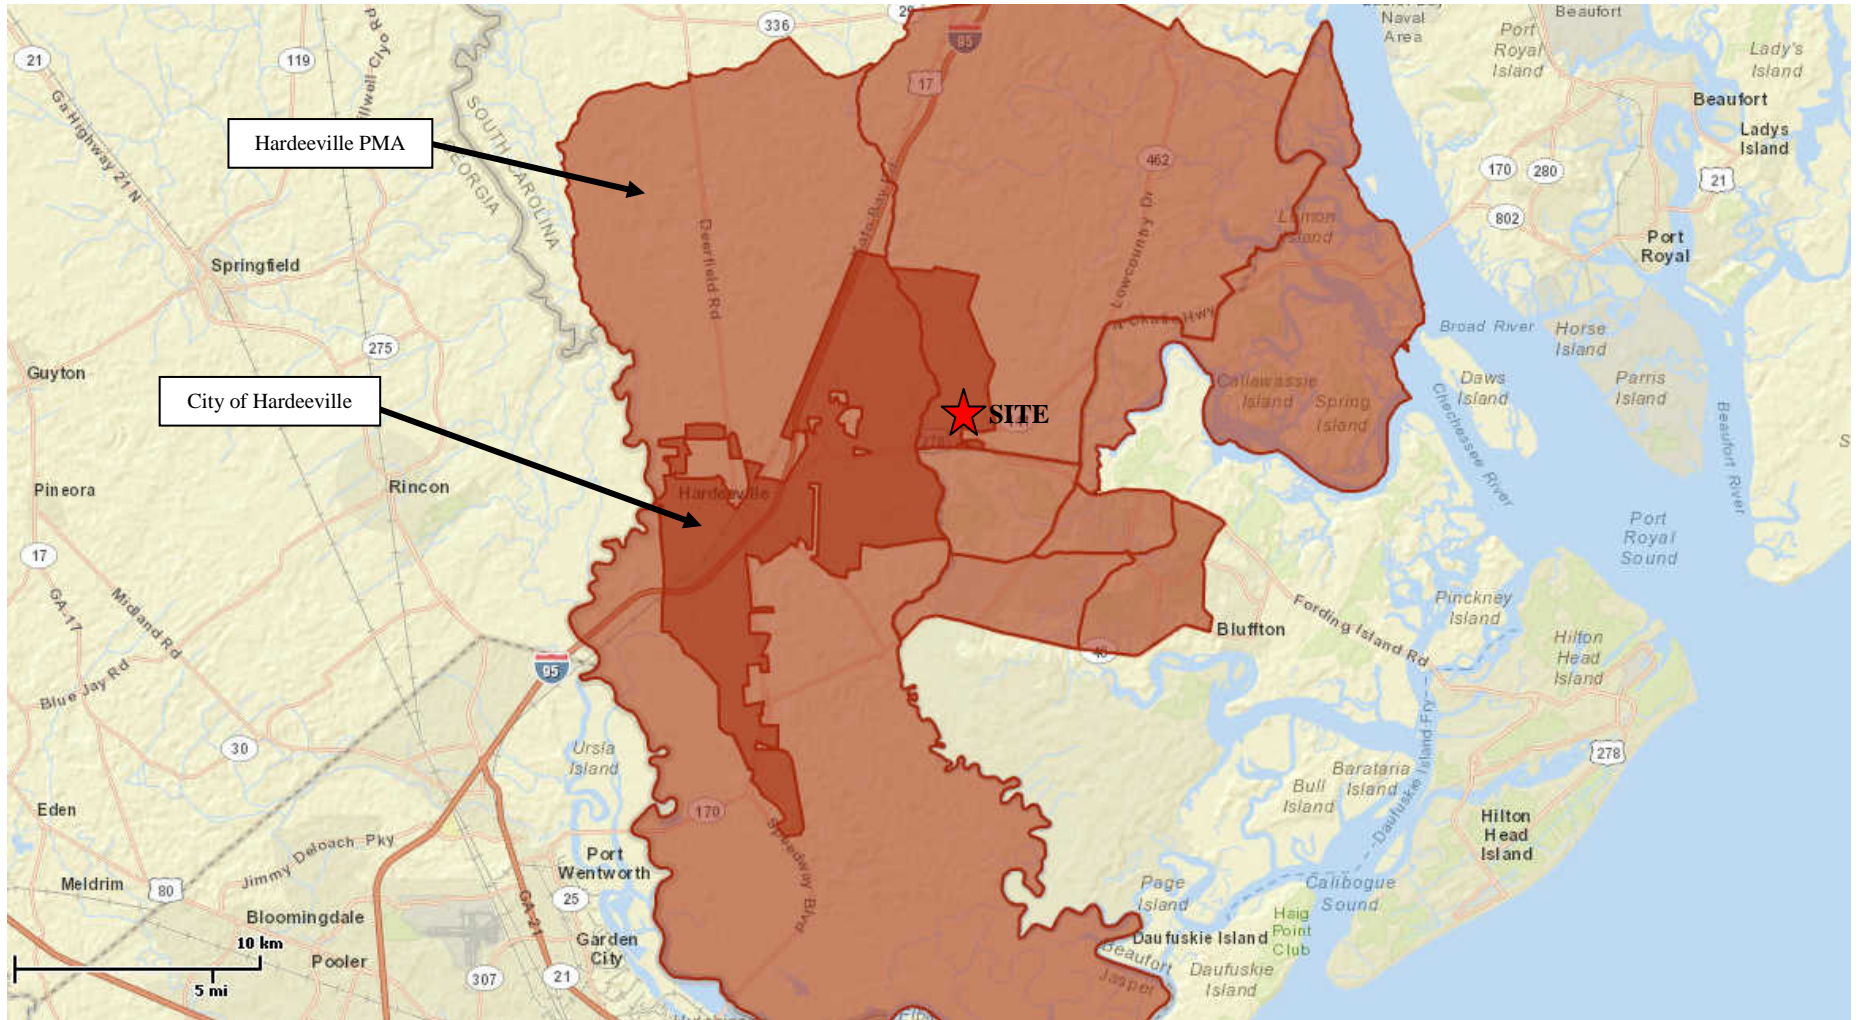 336
95
17
Naval
Area
Beaufort
Port
Royal
Island
Lady's
Island
21
119
Ga Highway 21 N
SOUTH CAROLINA
GEORGIA
Hardeeville PMA
Beaufort
Ladys
Island
462
170
280
21
802
Port
Royal
Springfield
Deerfield Rd
Lowcountry Dr
Lemon
Island
Broad River
Horse
Island
275
Guyton
City of Hardeeville
Callawassie
Island
Spring
Island
Daws
Island
Parris
Island
Chechessee River
Beaufort River
SITE
Pineora
Rincon
Hardeeville
Port
Royal
Sound
17
GA-17
Midland Rd
Blue Jay Rd
95
Bluffton
Fording Island Rd
Pinckney
Island
Hilton
Head
Island
46
30
Ursla
Island
278
Bull
Island
Barataria
Island
Daufuskie Island Fry
Eden
170
Speedway Blvd
Hilton
Head
Island
Jimmy Deloach Pky
Port
Wentworth
Meldrim
80
25
GA-21
Page
Island
Calibogue
Sound
Bloomingdale
Haig
Point
Club
10 km
Pooler
Garden
City
Daufuskie Island
Beaufort
Jasper
Daufuskie
Island
5 mi
307
21